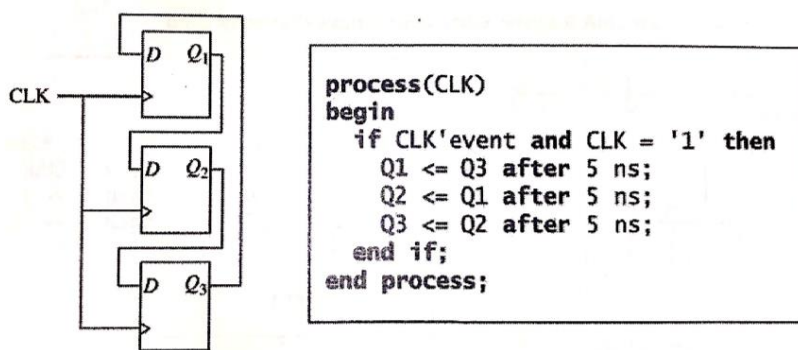 D Q1
CLK
D Q2
D Q3
process(CLK)
begin
if CLK'event and CLK = '1' then
Q1 <= Q3 after 5 ns;
Q2 <= Q1 after 5 ns;
Q3 <= Q2 after 5 ns;
end if;
end process;